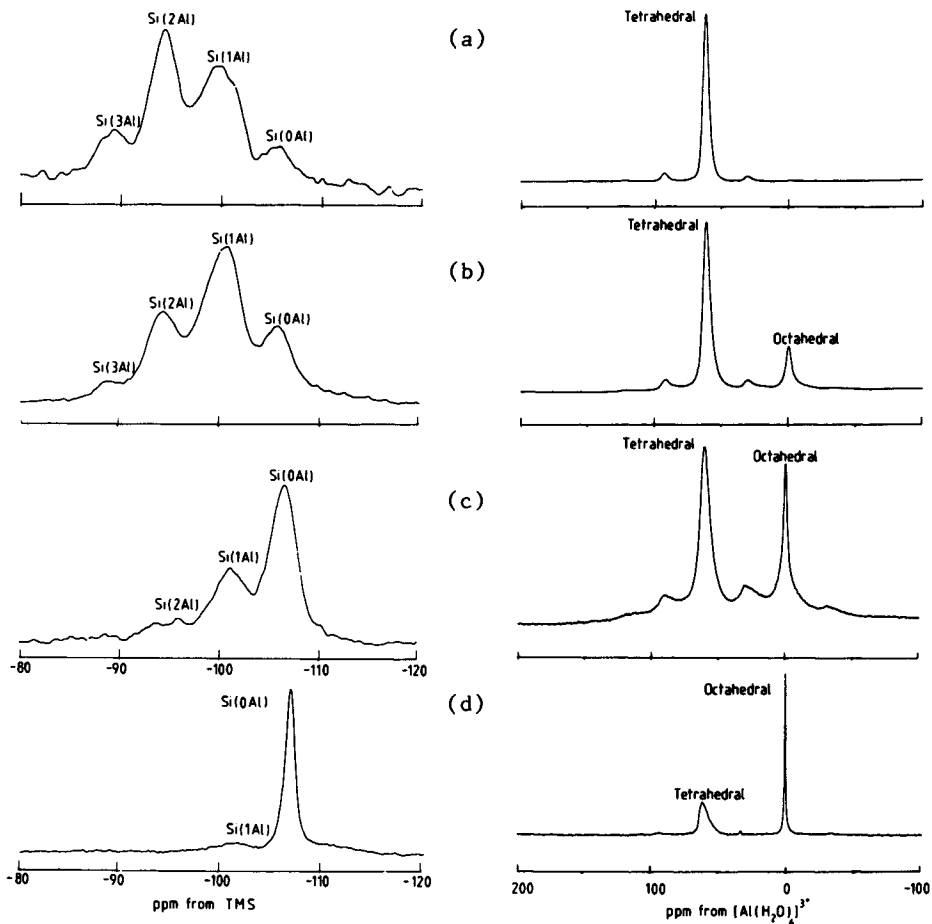 Si(2Al)
Si(1Al)
Si(3Al)
Si(0Al)
(a)
Tetrahedral
Si(1Al)
Si(2Al)
Si(0Al)
Si(3Al)
(b)
Tetrahedral
Octahedral
Si(0Al)
Si(1Al)
Si(2Al)
(c)
Tetrahedral
Octahedral
-80 -90 -100 -110 -120
Si(0Al)
Si(1Al)
(d)
Octahedral
Tetrahedral
-80 -90 -100 -110 -120
ppm from TMS
200 100 0 -100
ppm from [Al(H₂O)₆]³⁺